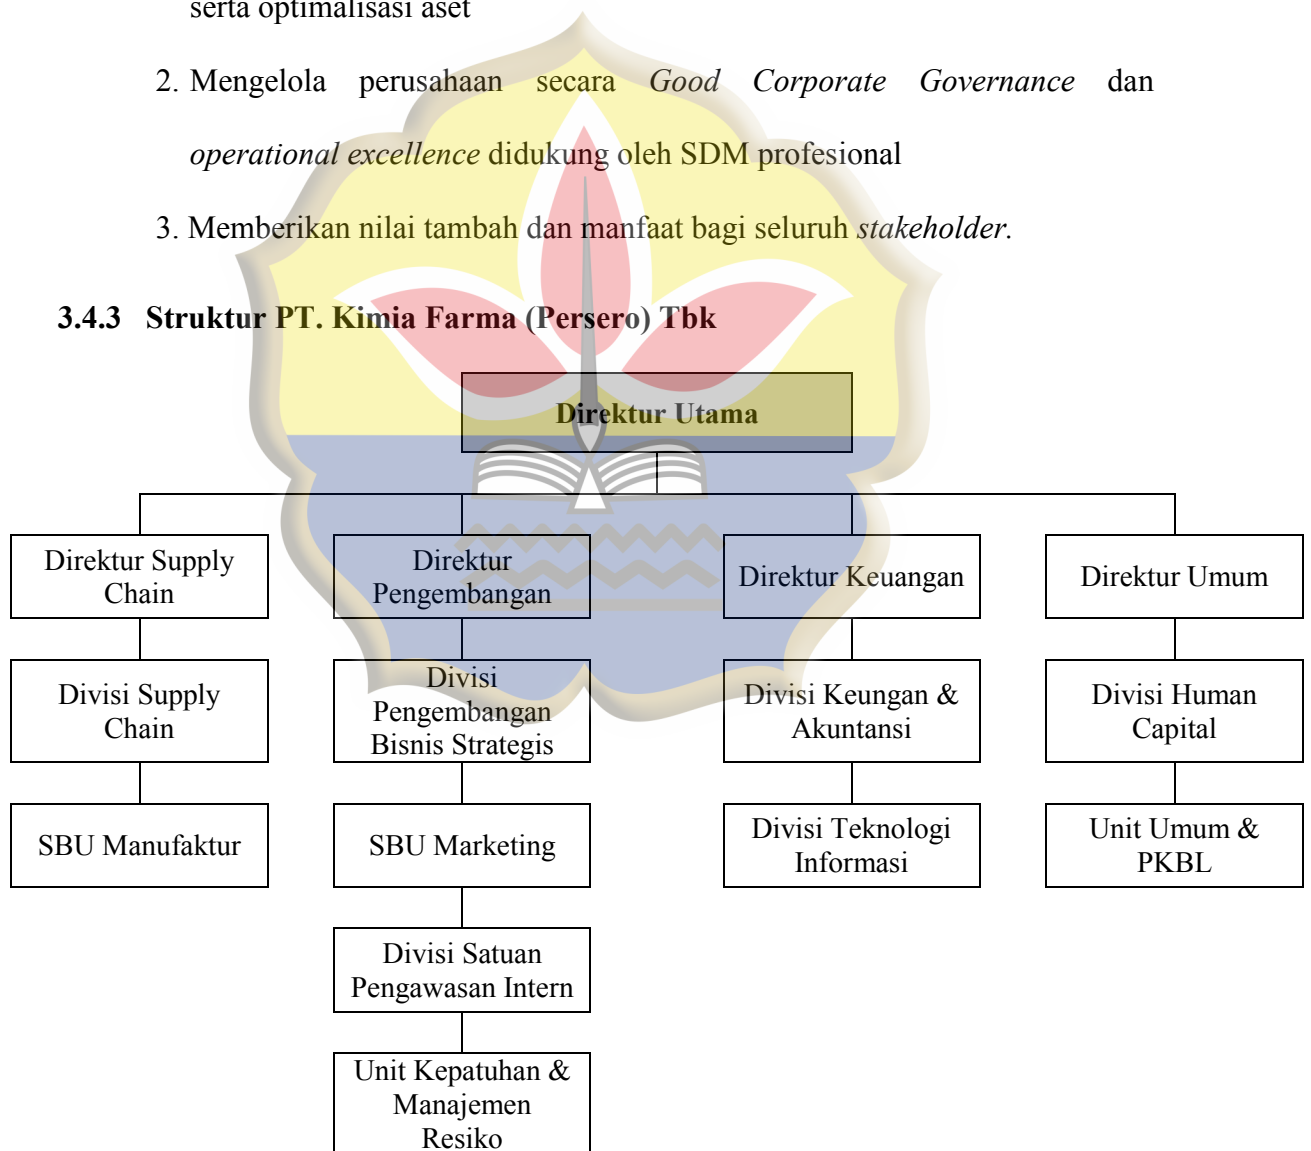 serta optimalisasi aset
2. Mengelola perusahaan secara Good Corporate Governance dan
operational excellence didukung oleh SDM profesional
3. Memberikan nilai tambah dan manfaat bagi seluruh stakeholder.
3.4.3 Struktur PT. Kimia Farma (Persero) Tbk
Direktur Utama
Direktur Supply
Chain
Direktur
Pengembangan
Direktur Keuangan
Direktur Umum
Divisi Supply
Chain
Divisi
Pengembangan
Bisnis Strategis
Divisi Keungan &
Akuntansi
Divisi Human
Capital
SBU Manufaktur
SBU Marketing
Divisi Teknologi
Informasi
Unit Umum &
PKBL
Divisi Satuan
Pengawasan Intern
Unit Kepatuhan &
Manajemen
Resiko